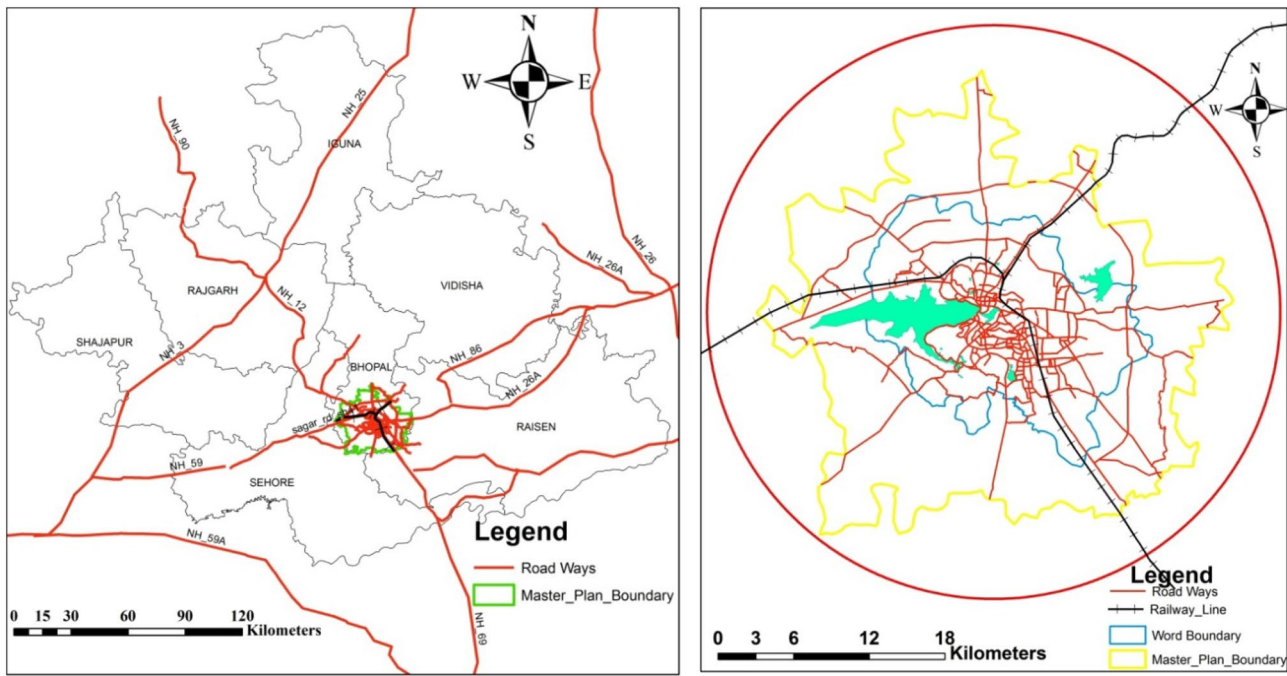 N
W E
S
NH_25
NH_90
IGUNA
NH_26
NH_26A
VIDISHA
RAJGARH
NH_12
SHAJAPUR
NH_3
NH_86
BHOPAL
NH_26A
RAISEN
NH_59
SEHORE
NH_59A
NH_69
Legend
Road Ways
Master_Plan_Boundary
0 15 30 60 90 120
Kilometers
N
W E
S
Legend
Road Ways
Railway_Line
Word Boundary
Master_Plan_Boundary
0 3 6 12 18
Kilometers